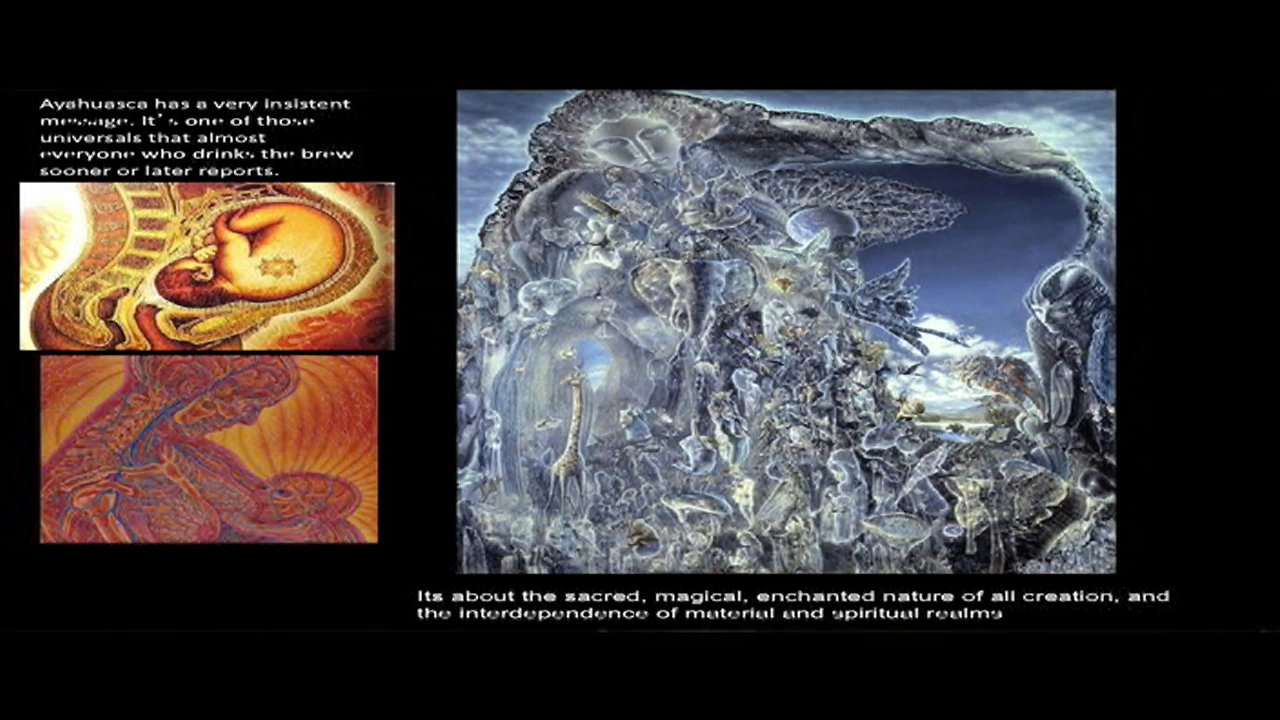 Ayahuasca has a very insistent
message. It's one of those
universals that almost
everyone who drinks the brew
sooner or later reports.
Its about the sacred, magical, enchanted nature of all creation, and
the interdependence of material and spiritual realms